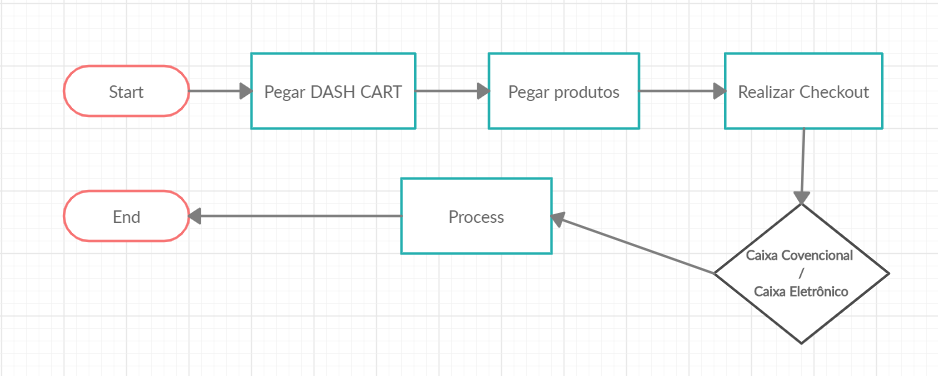 Start
Pegar DASH CART
Pegar produtos
Realizar Checkout
End
Process
Caixa Covencional
/
Caixa Eletrônico